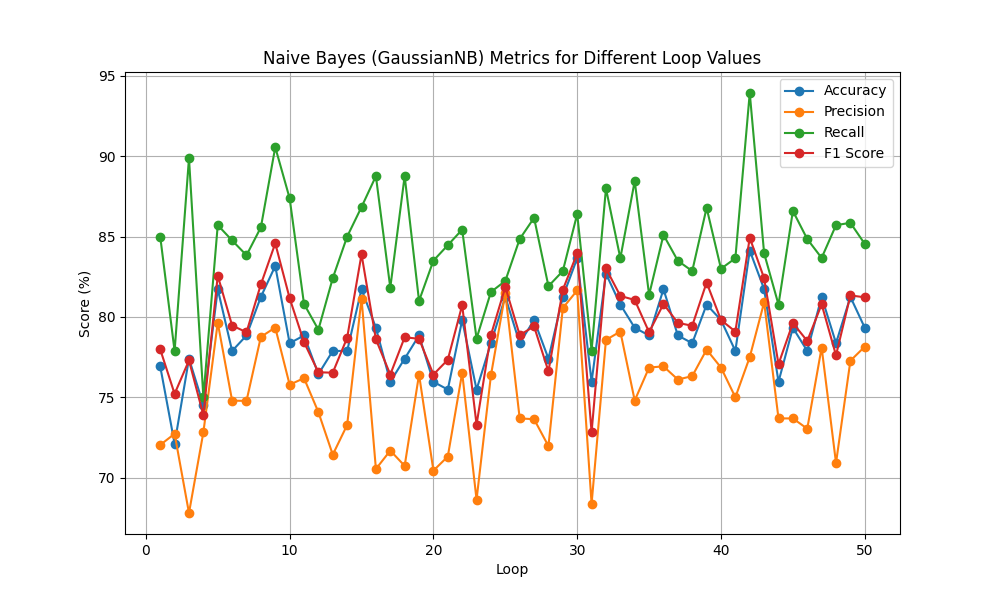 Naive Bayes (GaussianNB) Metrics for Different Loop Values
95
90
85
80
75
70
Score (%)
0 10 20 30 40 50
Loop
Accuracy
Precision
Recall
F1 Score